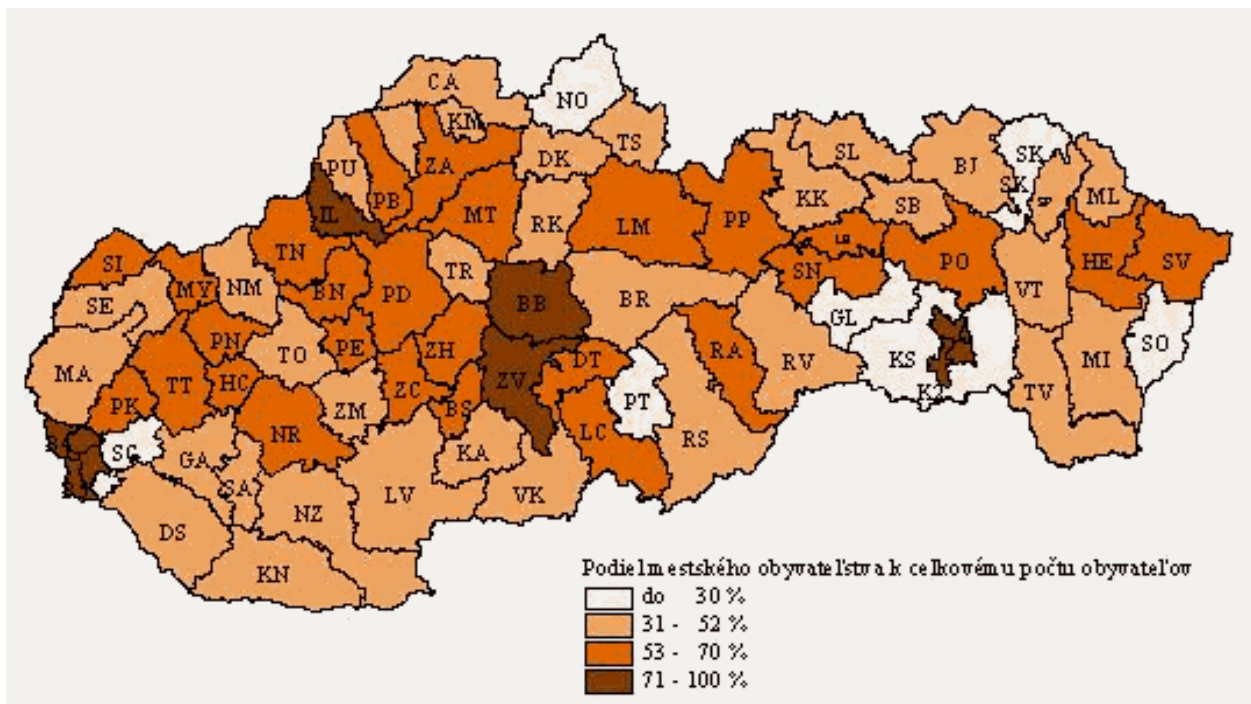 CA
NO
KM
TS
PU
ZA
DK
SL
BJ
SK
PB
KK
SK
ML
IL
MT
RK
LM
PP
SB
SP
TN
SI
TR
SN
PO
HE
SV
MY
NM
BN
PD
BB
BR
VT
SE
GL
PN
TO
PE
ZH
RA
RV
KS
SO
MA
TT
HC
ZV
DT
MI
PK
ZM
ZC
BS
PT
KZ
TV
SC
NR
LC
RS
GA
KA
SA
LV
VK
DS
NZ
KN
Podiel mestského obyvateľstva k celkovému počtu obyvateľov
do 30 %
31 - 52 %
53 - 70 %
71 - 100 %